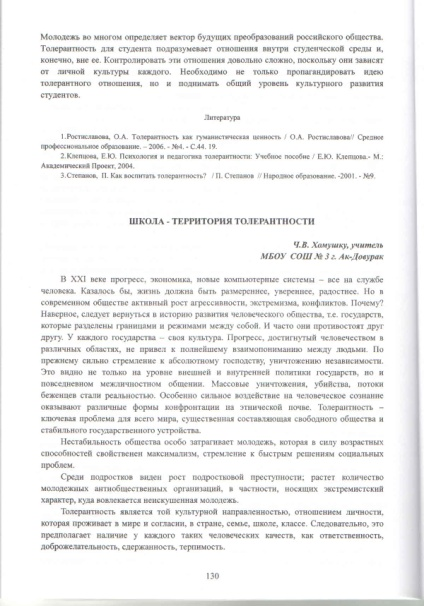 Молодежь во многом определяет вектор будущих преобразований российского общества.
Толерантность для студента подразумевает отношения внутри студенческой среды и,
конечно, вне ее. Контролировать эти отношения довольно сложно, поскольку они зависят
от личной культуры каждого. Необходимо не только пропагандировать идею
толерантного отношения, но и поднимать общий уровень культурного развития
студентов.
Литература
1.Ростиславова, О.А. Толерантность как гуманистическая ценность / О.А. Ростиславова// Среднее
профессиональное образование. – 2006. - №4. - С.44. 19.
2.Клепцова, Е.Ю. Психология и педагогика толерантности: Учебное пособие / Е.Ю. Клепцова.- М.:
Академический Проект, 2004.
3.Степанов, П. Как воспитать толерантность? / П. Степанов // Народное образование. -2001. - №9.
ШКОЛА - ТЕРРИТОРИЯ ТОЛЕРАНТНОСТИ
Ч.В. Хомушку, учитель
МБОУ СОШ № 3 г. Ак-Довурак
В XXI веке прогресс, экономика, новые компьютерные системы – все на службе
человека. Казалось бы, жизнь должна быть размереннее, увереннее, радостнее. Но в
современном обществе активный рост агрессивности, экстремизма, конфликтов. Почему?
Наверное, следует вернуться в историю развития человеческого общества, т.е. государств,
которые разделены границами и режимами между собой. И часто они противостоят друг
другу. У каждого государства – своя культура. Прогресс, достигнутый человечеством в
различных областях, не привел к полнейшему взаимопониманию между людьми. По
прежнему сильно стремление к абсолютному господству, уничтожению независимости.
Это видно не только на уровне внешней и внутренней политики государств, но и
повседневном межличностном общении. Массовые уничтожения, убийства, потоки
беженцев стали реальностью. Особенно сильное воздействие на человеческое сознание
оказывают различные формы конфронтации на этнической почве. Толерантность –
ключевая проблема для всего мира, существенная составляющая свободного общества и
стабильного государственного устройства.
Нестабильность общества особо затрагивает молодежь, которая в силу возрастных
способностей свойственен максимализм, стремление к быстрым решениям социальных
проблем.
Среди подростков виден рост подростковой преступности; растет количество
молодежных антиобщественных организаций, в частности, носящих экстремистский
характер, куда вовлекается неискушенная молодежь.
Толерантность является той культурной направленностью, отношением личности,
которая проживает в мире и согласии, в стране, семье, школе, классе. Следовательно, это
предполагает наличие у каждого таких человеческих качеств, как ответственность,
доброжелательность, сдержанность, терпимость.
130